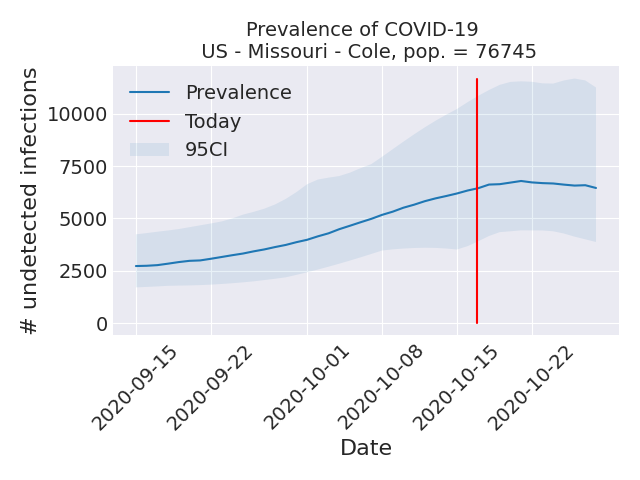 Prevalence of COVID-19
US - Missouri - Cole, pop. = 76745
# undetected infections
10000
7500
5000
2500
0
Prevalence
Today
95CI
2020-09-15
2020-09-22
2020-10-01
2020-10-08
2020-10-15
2020-10-22
Date